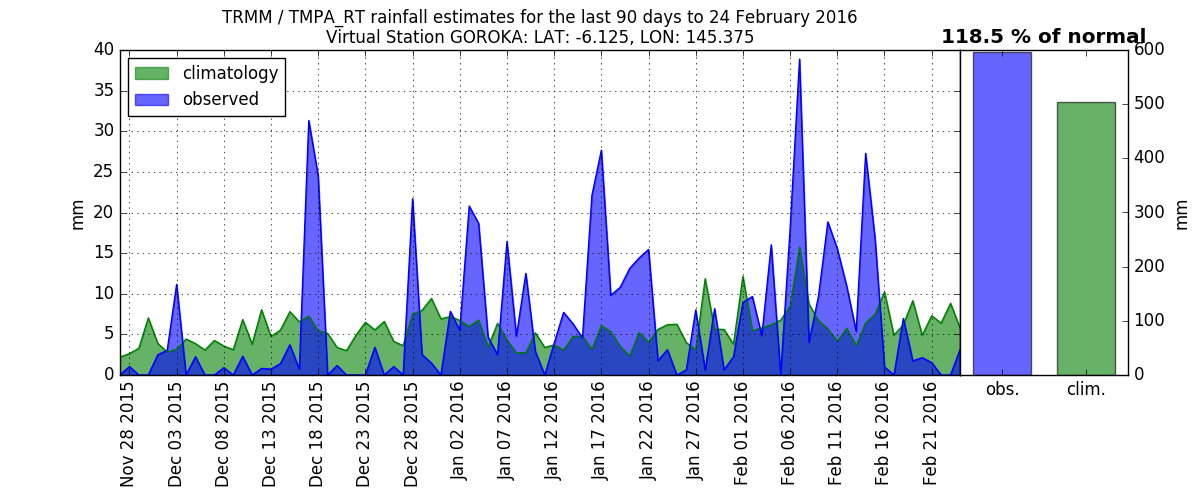 TRMM / TMPA_RT rainfall estimates for the last 90 days to 24 February 2016
Virtual Station GOROKA: LAT: -6.125, LON: 145.375
118.5 % of normal
climatology
observed
mm
40
35
30
25
20
15
10
5
0
Nov 28 2015
Dec 03 2015
Dec 08 2015
Dec 13 2015
Dec 18 2015
Dec 23 2015
Dec 28 2015
Jan 02 2016
Jan 07 2016
Jan 12 2016
Jan 17 2016
Jan 22 2016
Jan 27 2016
Feb 01 2016
Feb 06 2016
Feb 11 2016
Feb 16 2016
Feb 21 2016
obs.
clim.
600
500
400
300
200
100
0
mm